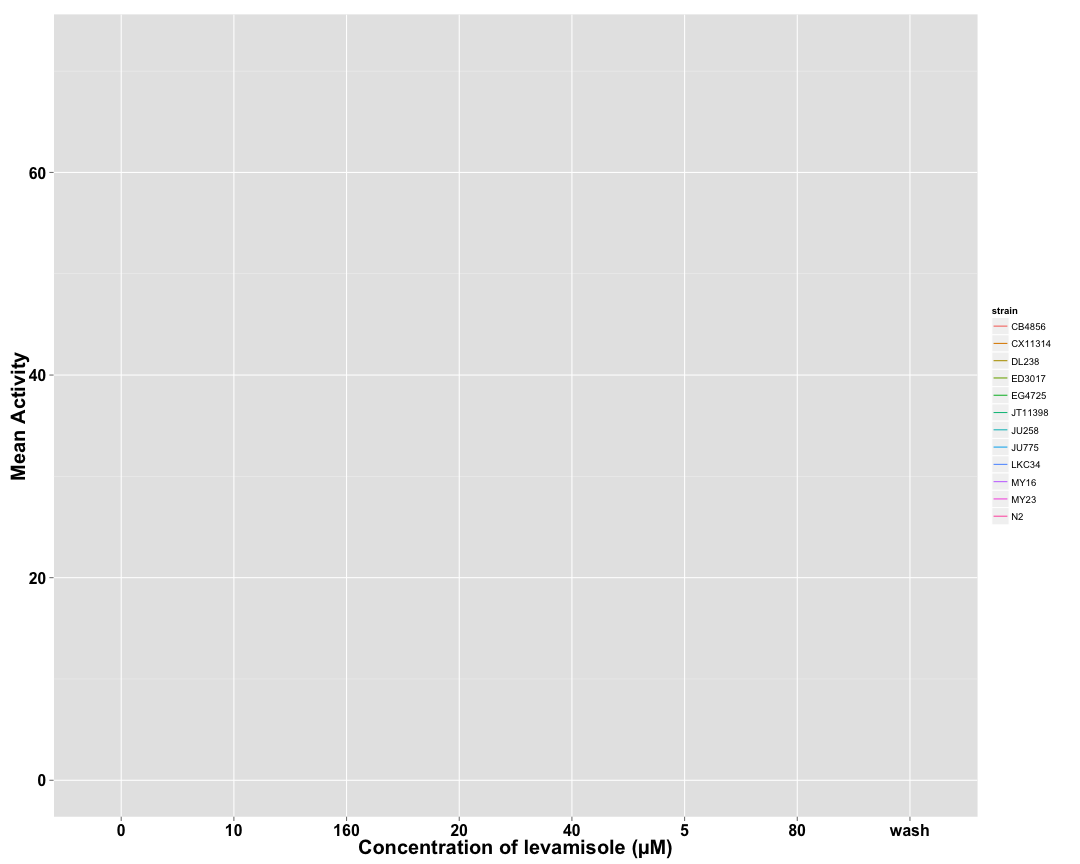 60
40
20
0
Mean Activity
0 10 160 20 40 5 80 wash
Concentration of levamisole (µM)
strain
CB4856
CX11314
DL238
ED3017
EG4725
JT11398
JU258
JU775
LKC34
MY16
MY23
N2